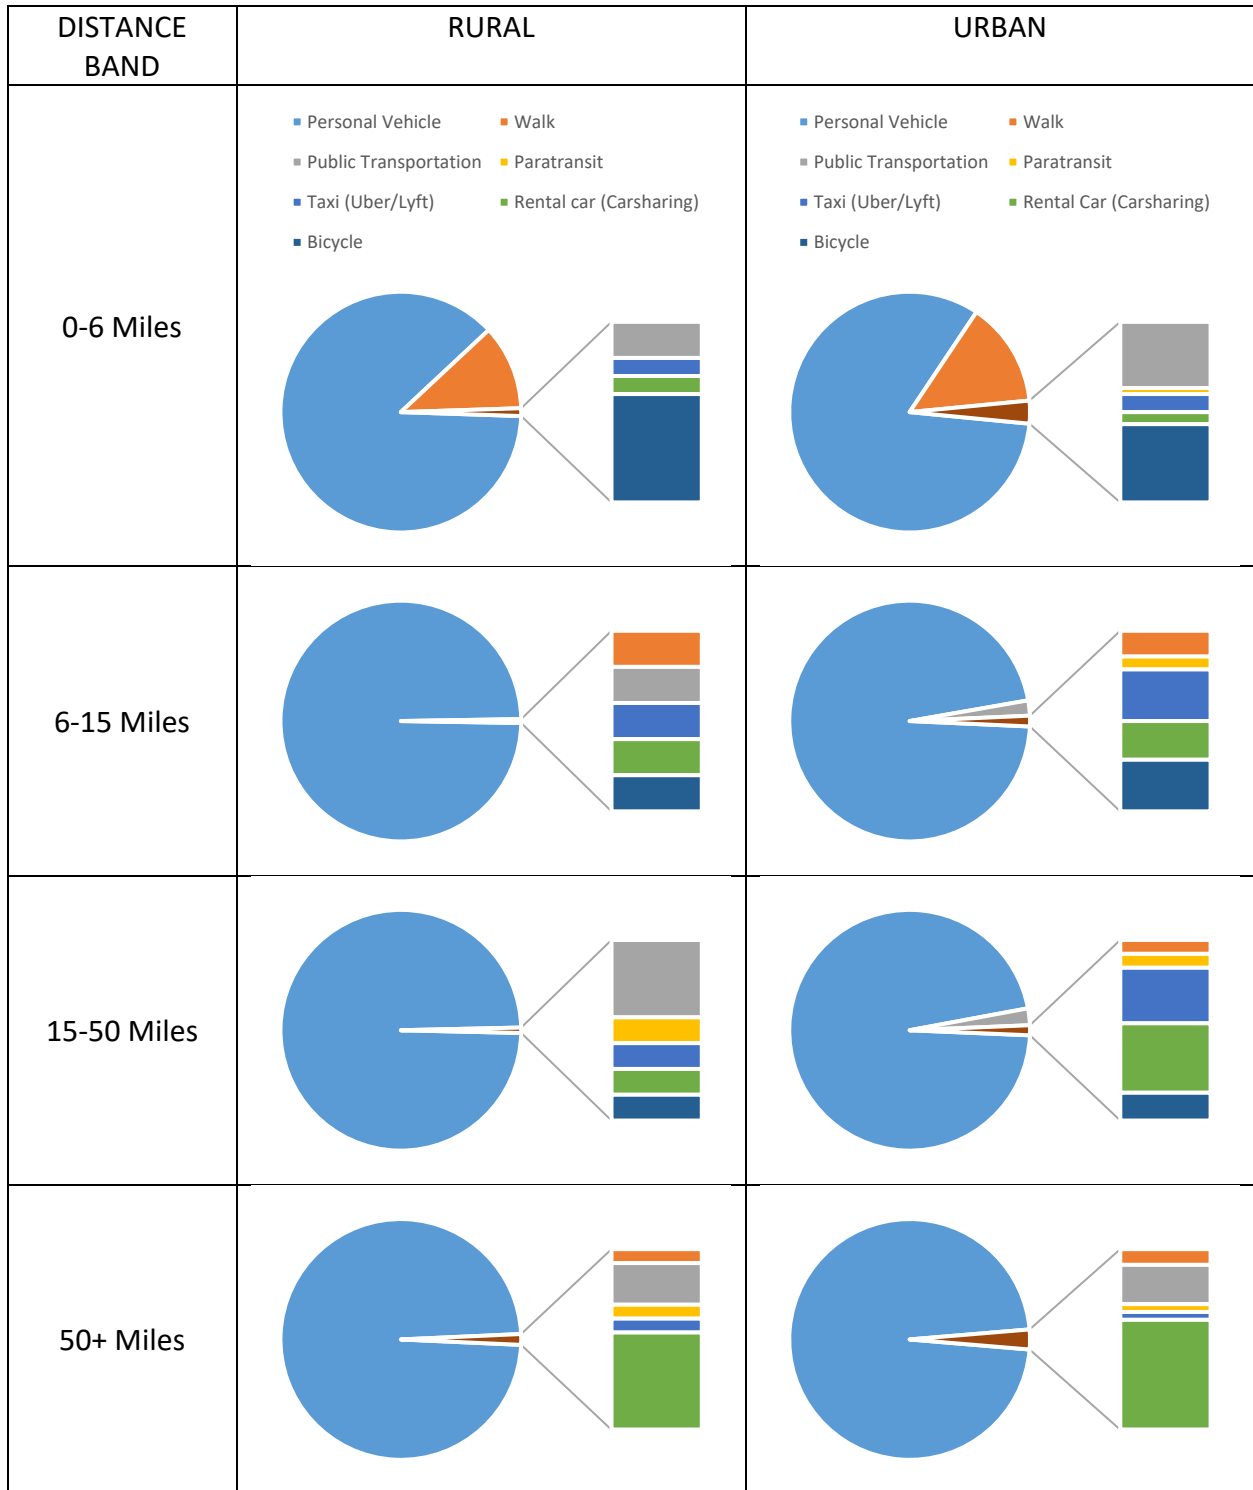 DISTANCE
BAND
RURAL
URBAN
0-6 Miles
Personal Vehicle
Walk
Public Transportation
Paratransit
Taxi (Uber/Lyft)
Rental car (Carsharing)
Bicycle
Personal Vehicle
Walk
Public Transportation
Paratransit
Taxi (Uber/Lyft)
Rental Car (Carsharing)
Bicycle
6-15 Miles
15-50 Miles
50+ Miles